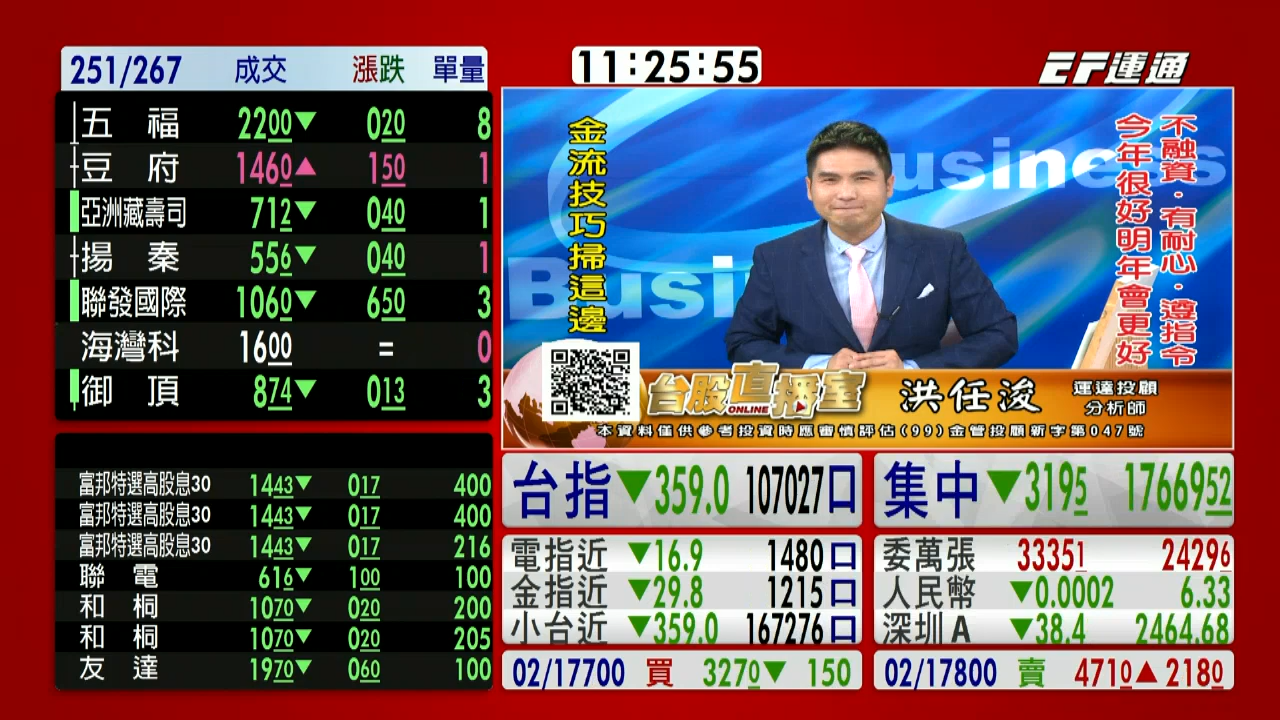 251/267 成交 漲跌 單量
五福 2200▼ 020 8
豆府 1460▲ 150 1
亞洲藏壽司 712▼ 040 1
揚秦 556▼ 040 1
聯發國際 1060▼ 650 3
海灣科 1600 = 0
御頂 874▼ 013 3
富邦特選高股息30 1443▼ 017 400
富邦特選高股息30 1443▼ 017 400
富邦特選高股息30 1443▼ 017 216
聯電 616▼ 100 100
和桐 1070▼ 020 200
和桐 1070▼ 020 205
友達 1970▼ 060 100
11:25:55
EF運通
金流技巧掃這邊
Business
Busi
不融資·有耐心·遵指令
今年很好明年會更好
台股直播室
ONLINE
洪任浚
運達投顧
分析師
本資料僅供參考投資時應審慎評估(99)金管投顧新字第047號
台指▼359.0 107027口
電指近 ▼16.9 1480口
金指近 ▼29.8 1215口
小台近 ▼359.0 167276口
02/17700 買 3270▼ 150
集中▼3195 1766952
委萬張 33351 24296
人民幣 ▼0.0002 6.33
深圳A ▼38.4 2464.68
02/17800 賣 4710▲2180